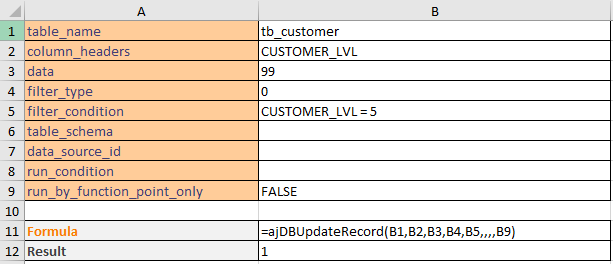 A B
1 table_name tb_customer
2 column_headers CUSTOMER_LVL
3 data 99
4 filter_type 0
5 filter_condition CUSTOMER_LVL = 5
6 table_schema
7 data_source_id
8 run_condition
9 run_by_function_point_only FALSE
10
11 Formula =ajDBUpdateRecord(B1,B2,B3,B4,B5,,,,B9)
12 Result 1